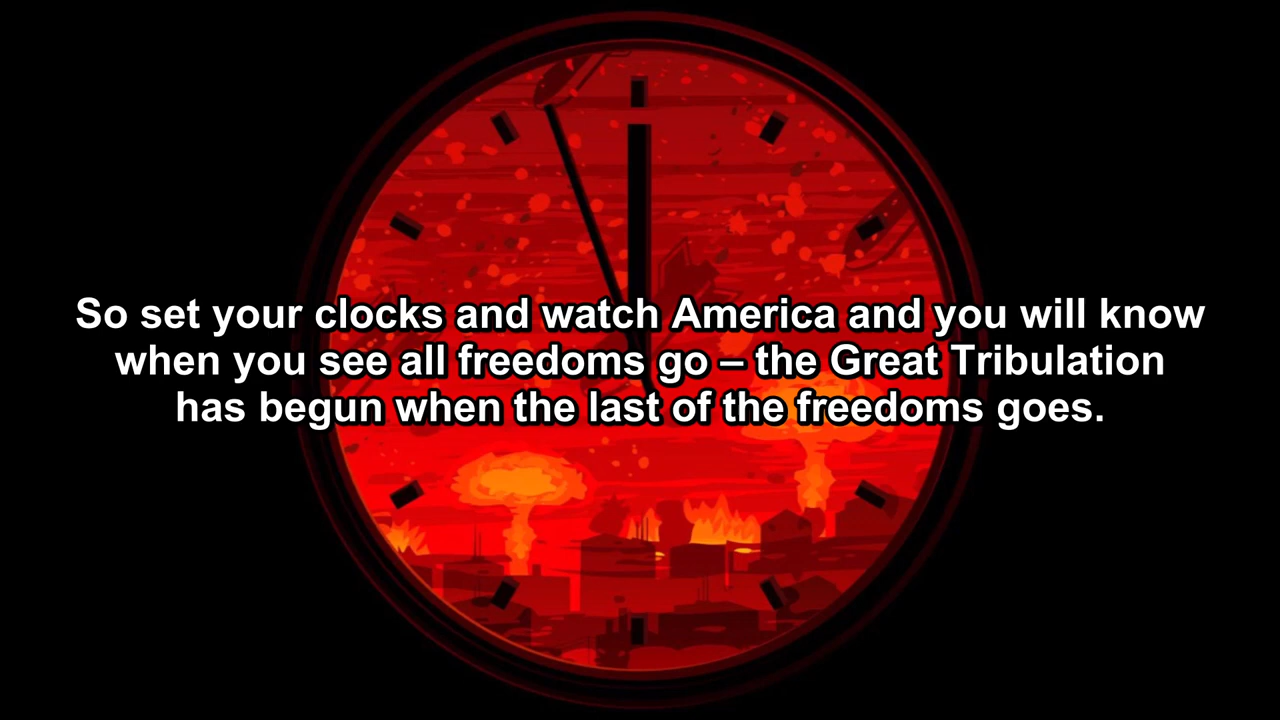 So set your clocks and watch America and you will know
when you see all freedoms go – the Great Tribulation
has begun when the last of the freedoms goes.